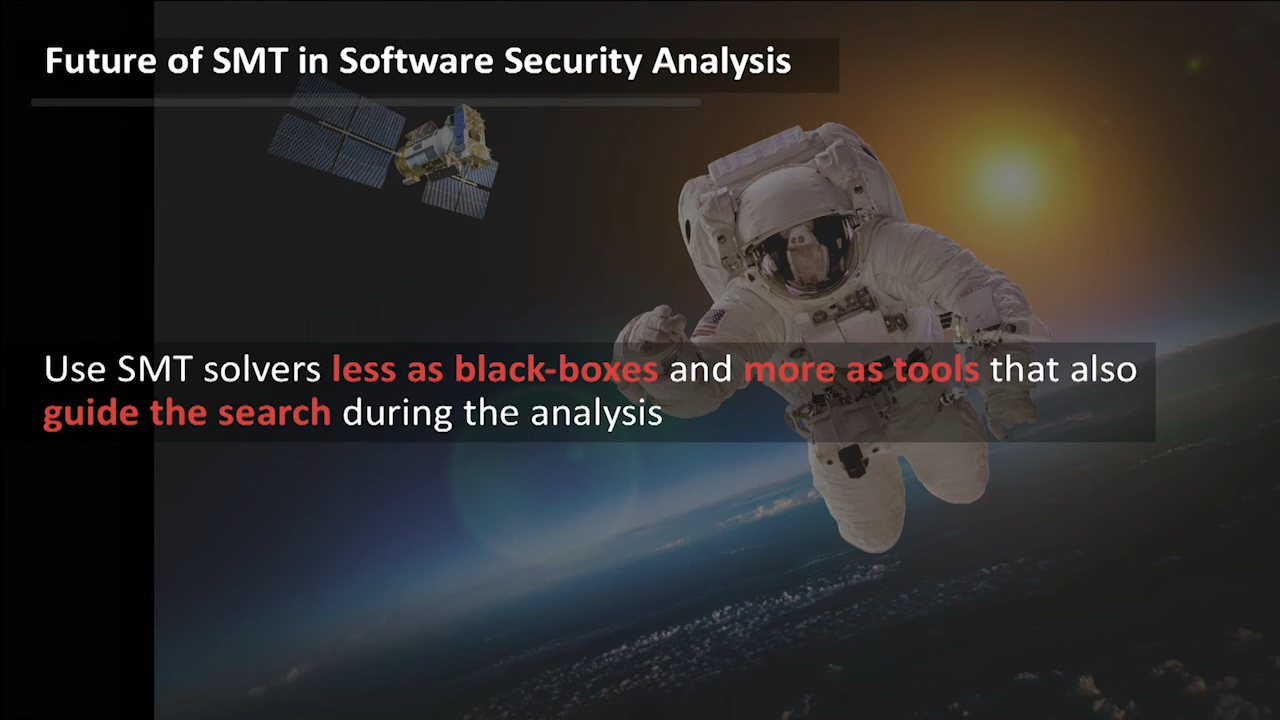 Future of SMT in Software Security Analysis
Use SMT solvers less as black-boxes and more as tools that also
guide the search during the analysis